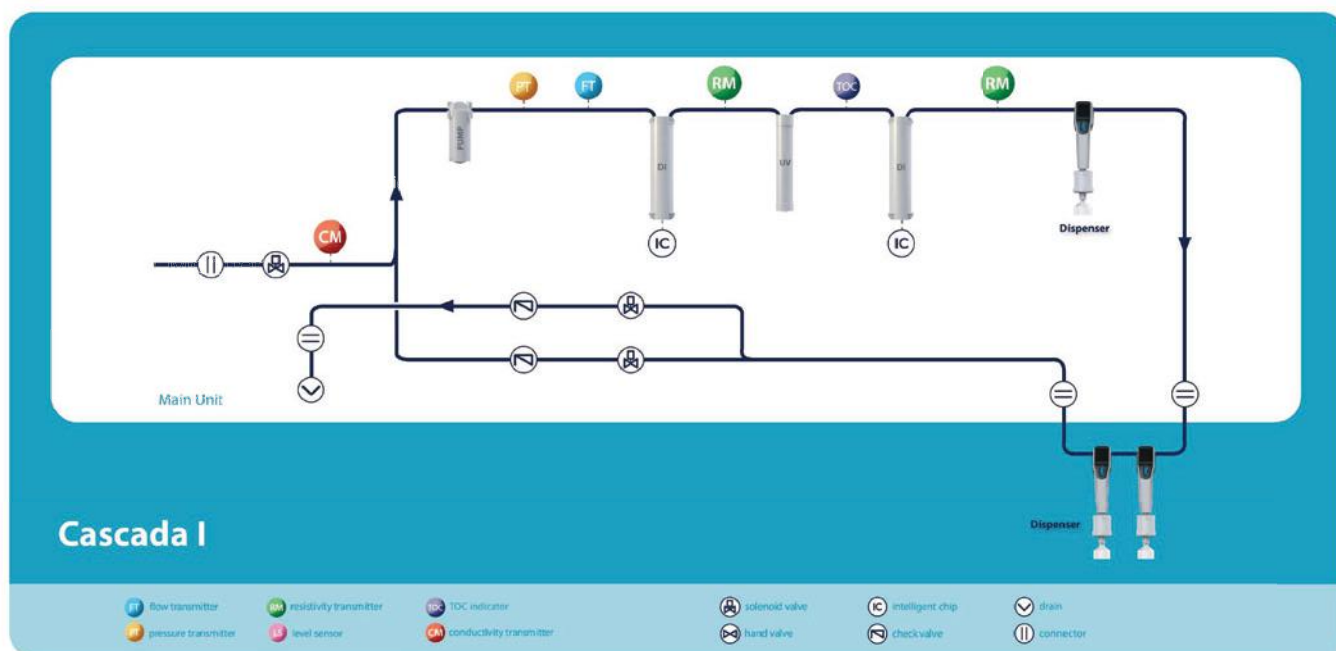 PT
FT
RM
TOC
RM
PUMP
DI
UV
DI
Dispenser
CM
IC
IC
Main Unit
Cascada I
Dispenser
FT flow transmitter
RM resistivity transmitter
TOC TOC indicator
solenoid valve
IC intelligent chip
drain
PT pressure transmitter
LS level sensor
CM conductivity transmitter
hand valve
check valve
connector